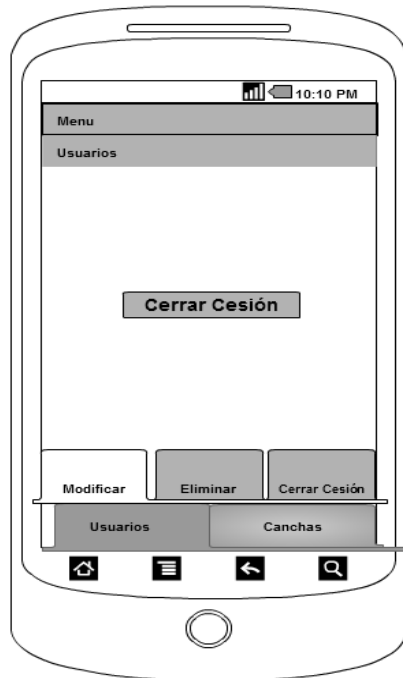 10:10 PM
Menu
Usuarios
Cerrar Cesión
Modificar Eliminar Cerrar Cesión
Usuarios Canchas